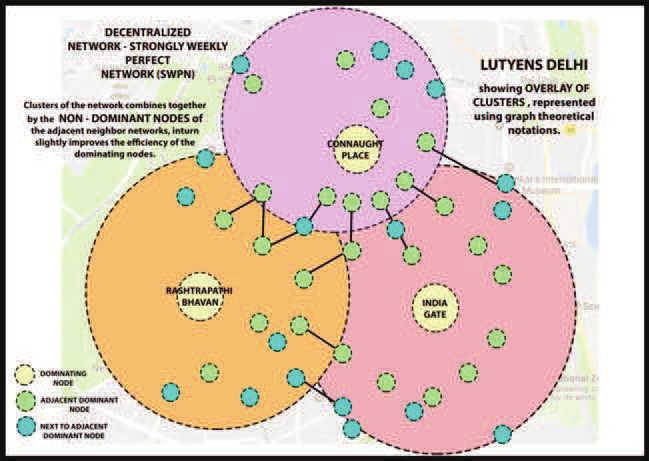 DECENTRALIZED
NETWORK - STRONGLY WEEKLY
PERFECT
NETWORK (SWPN)
Clusters of the network combines together
by the NON - DOMINANT NODES of
the adjacent neighbor networks, inturn
slightly improves the efficiency of the
dominating nodes.
LUTYENS DELHI
showing OVERLAY OF
CLUSTERS , represented
using graph theoretical
notations.
CONNAUGHT
PLACE
kar's International
Museum
RASHTRAPATHI
BHAVAN
INDIA
GATE
DOMINATING
NODE
ADJACENT DOMINANT
NODE
NEXT TO ADJACENT
DOMINANT NODE